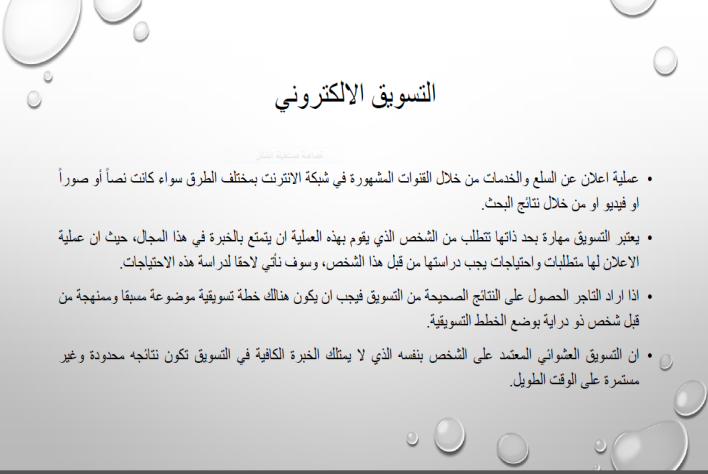 التسويق الالكتروني
• عملية اعلان عن السلع والخدمات من خلال القنوات المشهورة في شبكة الانترنت بمختلف الطرق سواء كانت نصاً أو صوراً
او فيديو او من خلال نتائج البحث.
• يعتبر التسويق مهارة بحد ذاتها تتطلب من الشخص الذي يقوم بهذه العملية ان يتمتع بالخبرة في هذا المجال، حيث ان عملية
الاعلان لها متطلبات واحتياجات يجب دراستها من قبل هذا الشخص، وسوف نأتي لاحقا لدراسة هذه الاحتياجات.
• اذا اراد التاجر الحصول على النتائج الصحيحة من التسويق فيجب ان يكون هنالك خطة تسويقية موضوعة مسبقا وممنهجة من
قبل شخص ذو دراية بوضع الخطط التسويقية.
• ان التسويق العشوائي المعتمد على الشخص بنفسه الذي لا يمتلك الخبرة الكافية في التسويق تكون نتائجه محدودة وغير
مستمرة على الوقت الطويل.